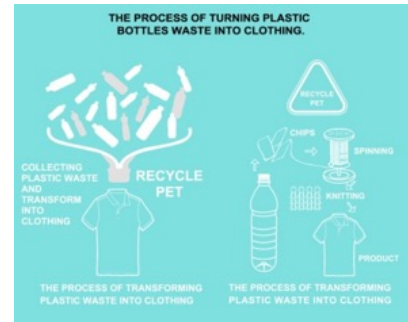 THE PROCESS OF TURNING PLASTIC
BOTTLES WASTE INTO CLOTHING.
COLLECTING
PLASTIC WASTE
AND
TRANSFORM
INTO
CLOTHING
RECYCLE
PET
THE PROCESS OF TRANSFORMING
PLASTIC WASTE INTO CLOTHING
RECYCLE
PET
CHIPS
SPINNING
KNITTING
PRODUCT
THE PROCESS OF TRANSFORMING
PLASTIC WASTE INTO CLOTHING